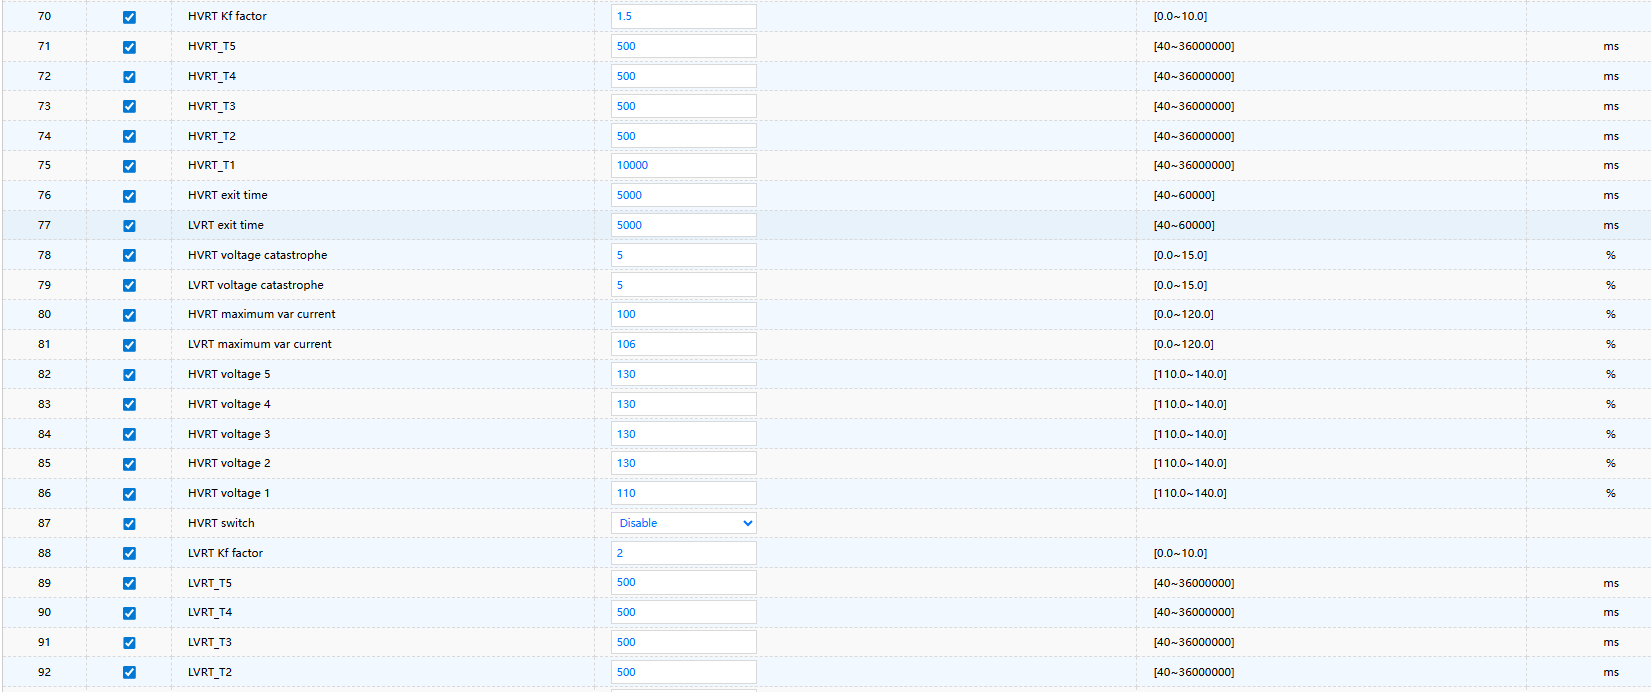 70 HVRT Kf factor 1.5 [0.0~10.0]
71 HVRT_T5 500 [40~36000000] ms
72 HVRT_T4 500 [40~36000000] ms
73 HVRT_T3 500 [40~36000000] ms
74 HVRT_T2 500 [40~36000000] ms
75 HVRT_T1 10000 [40~36000000] ms
76 HVRT exit time 5000 [40~60000] ms
77 LVRT exit time 5000 [40~60000] ms
78 HVRT voltage catastrophe 5 [0.0~15.0] %
79 LVRT voltage catastrophe 5 [0.0~15.0] %
80 HVRT maximum var current 100 [0.0~120.0] %
81 LVRT maximum var current 106 [0.0~120.0] %
82 HVRT voltage 5 130 [110.0~140.0] %
83 HVRT voltage 4 130 [110.0~140.0] %
84 HVRT voltage 3 130 [110.0~140.0] %
85 HVRT voltage 2 130 [110.0~140.0] %
86 HVRT voltage 1 110 [110.0~140.0] %
87 HVRT switch Disable
88 LVRT Kf factor 2 [0.0~10.0]
89 LVRT_T5 500 [40~36000000] ms
90 LVRT_T4 500 [40~36000000] ms
91 LVRT_T3 500 [40~36000000] ms
92 LVRT_T2 500 [40~36000000] ms